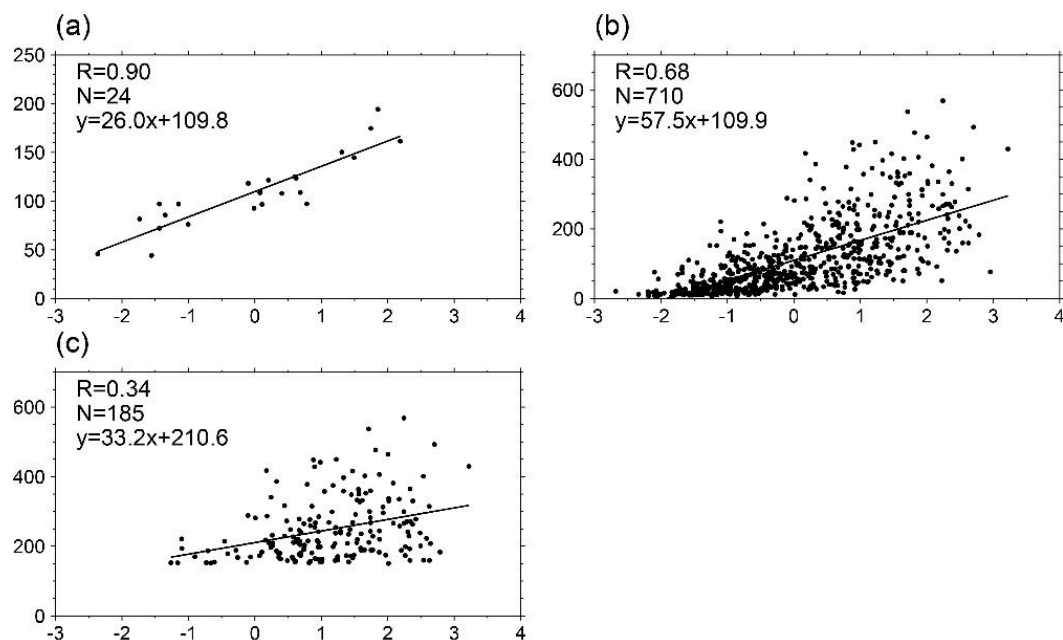 (a)
250
200
150
100
50
0
R=0.90
N=24
y=26.0x+109.8
-3 -2 -1 0 1 2 3 4
(b)
600
400
200
0
R=0.68
N=710
y=57.5x+109.9
-3 -2 -1 0 1 2 3 4
(c)
600
400
200
0
R=0.34
N=185
y=33.2x+210.6
-3 -2 -1 0 1 2 3 4